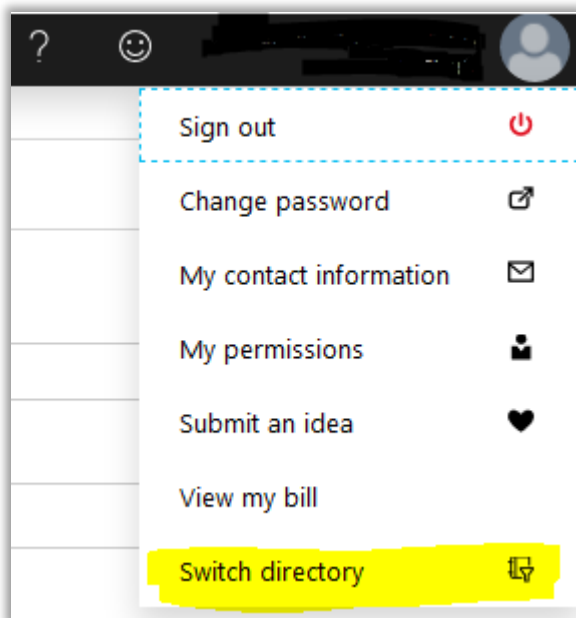 ?
Sign out
Change password
My contact information
My permissions
Submit an idea
View my bill
Switch directory